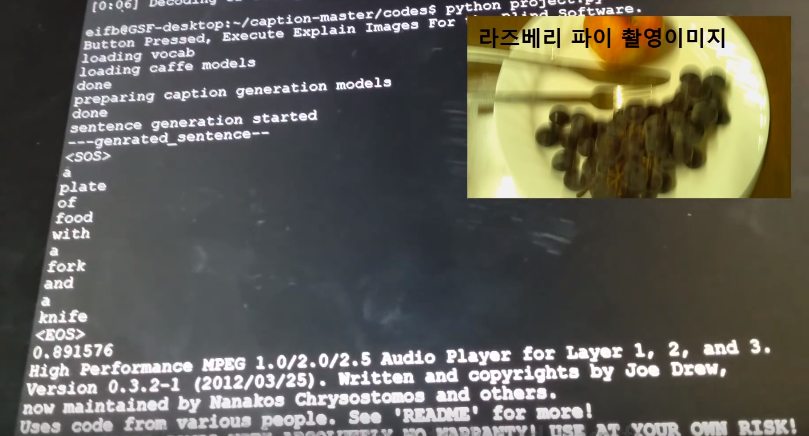 [0:06] Decoding
eifb@GSF-desktop:~/caption-master/codes$ python project.py
Button Pressed, Execute Explain Images For the Blind Software.
loading vocab
loading caffe models
done
preparing caption generation models
done
sentence generation started
---genrated_sentence--
<SOS>
a
plate
of
food
with
a
fork
and
a
knife
<EOS>
0.891576
High Performance MPEG 1.0/2.0/2.5 Audio Player for Layer 1, 2, and 3.
Version 0.3.2-1 (2012/03/25). Written and copyrights by Joe Drew,
now maintained by Nanakos Chrysostomos and others.
Uses code from various people. See 'README' for more!
ABSOLUTELY NO WARRANTY! USE AT YOUR OWN RISK!
라즈베리 파이 촬영이미지